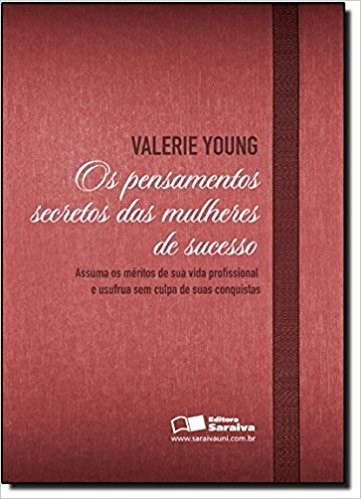 VALERIE YOUNG
Os pensamentos
secretos das mulheres
de sucesso
Assuma os méritos de sua vida profissional
e usufrua sem culpa de suas conquistas
Editora
Saraiva
www.saraivauni.com.br